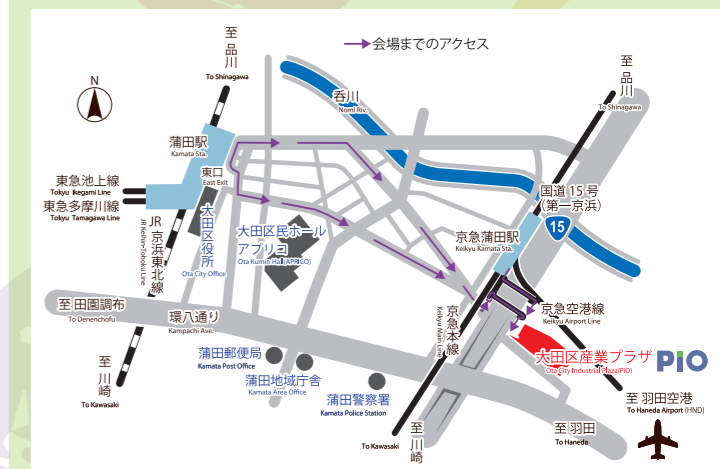 会場までのアクセス
至 品川
To Shinagawa
至 品川
To Shinagawa
N
呑川
Nomi Riv.
蒲田駅
Kamata Sta.
東口
East Exit
東急池上線
Tokyu Ikegami Line
東急多摩川線
Tokyu Tamagawa Line
国道 15 号
（第一京浜）
15
JR 京浜東北線
JR Keihin-Tohoku Line
大田区役所
Ota City Office
大田区民ホール
アプリコ
Ota Kumin Hall (APRICO)
京急蒲田駅
Keikyu Kamata Sta.
至 田園調布
To Denenchofu
環八通り
Kampachi Ave.
京急本線
Keikyu Main Line
京急空港線
Keikyu Airport Line
蒲田郵便局
Kamata Post Office
蒲田地域庁舎
Kamata Area Office
蒲田警察署
Kamata Police Station
大田区産業プラザ PiO
Ota City Industrial Plaza(PiO)
至 川崎
To Kawasaki
至 川崎
To Kawasaki
至 羽田
To Haneda
至 羽田空港
To Haneda Airport (HND)